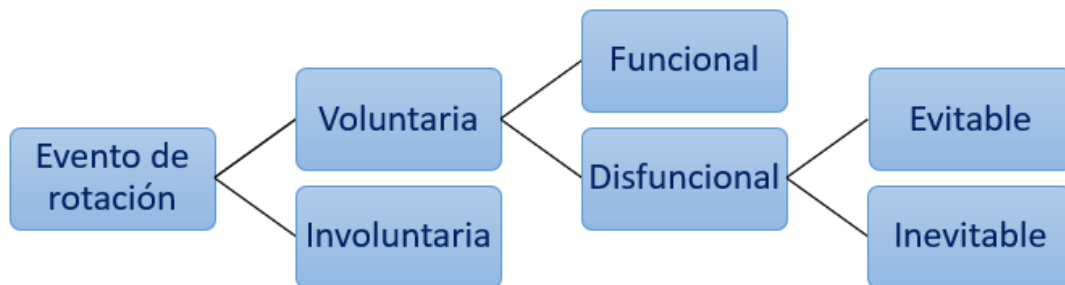 Evento de
rotación
Voluntaria
Involuntaria
Funcional
Disfuncional
Evitable
Inevitable